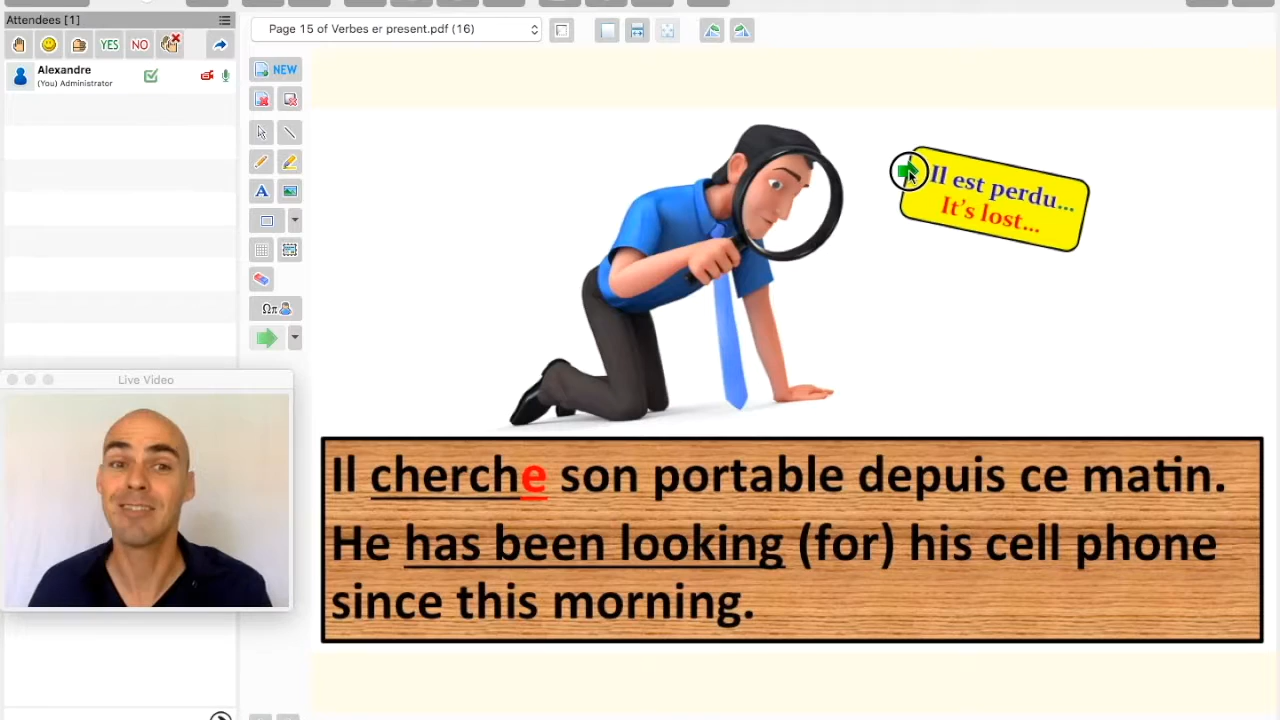 Attendees [1]
Page 15 of Verbes er present.pdf (16)
YES
NO
Alexandre
(You) Administrator
NEW
A
Ωπ
Live Video
Il est perdu...
It's lost...
Il cherche son portable depuis ce matin.
He has been looking (for) his cell phone
since this morning.